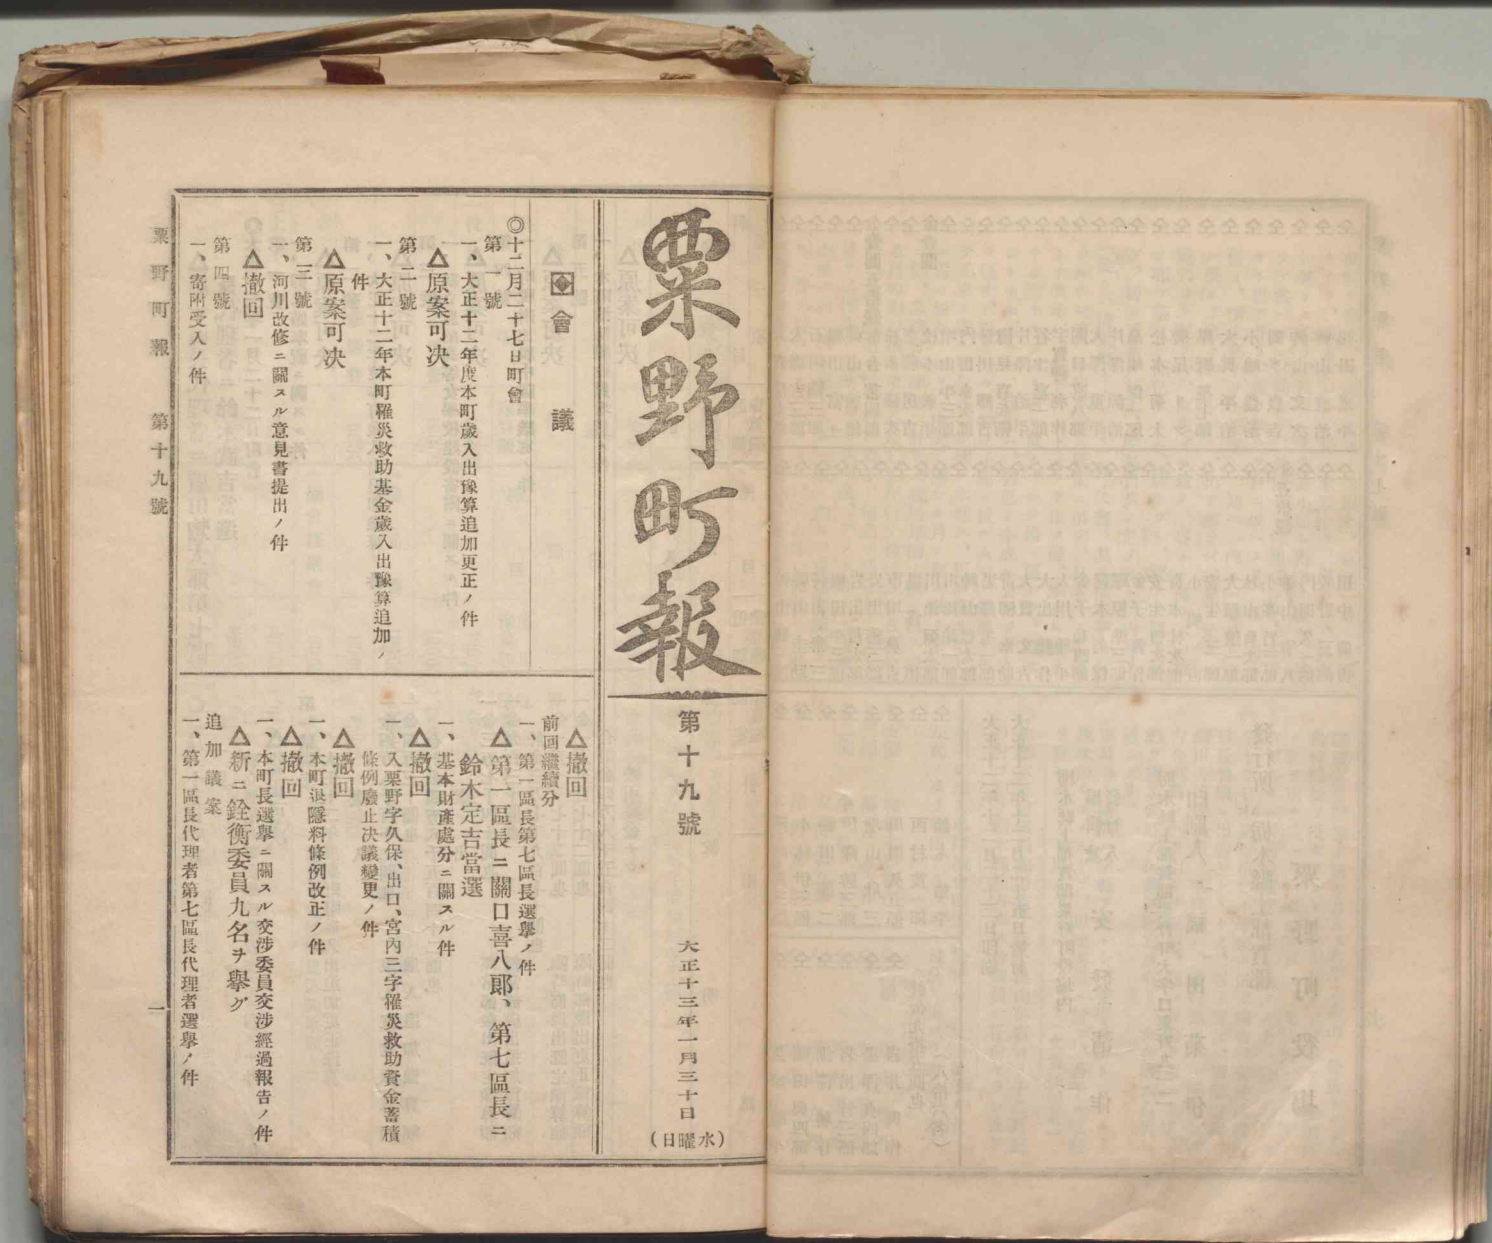 粟野町報
第十九號
大正十三年一月三十日
(水曜日)
會議
◎十二月二十七日町會
第一號
一、大正十二年度本町歳入出豫算追加更正ノ件
△原案可決
第二號
一、大正十二年本町罹災救助基金歳入出豫算追加ノ
件
△原案可決
第三號
一、河川改修ニ關スル意見書提出ノ件
△撤回
第四號
一、寄附受入ノ件
△撤回
前回繼續分
一、第一區長第七區長選擧ノ件
△第一區長ニ關口喜八郎、第七區長ニ
鈴木定吉當選
一、基本財產處分ニ關スル件
△撤回
一、入粟野字久保、出口、宮內三字罹災救助資金蓄積
條例廢止決議變更ノ件
△撤回
一、本町退隱料條例改正ノ件
△撤回
一、本町長選擧ニ關スル交涉委員交涉經過報告ノ件
△新ニ銓衡委員九名ヲ擧グ
追加議案
一、第一區長代理者第七區長代理者選擧ノ件
粟野町報 第十九號
一